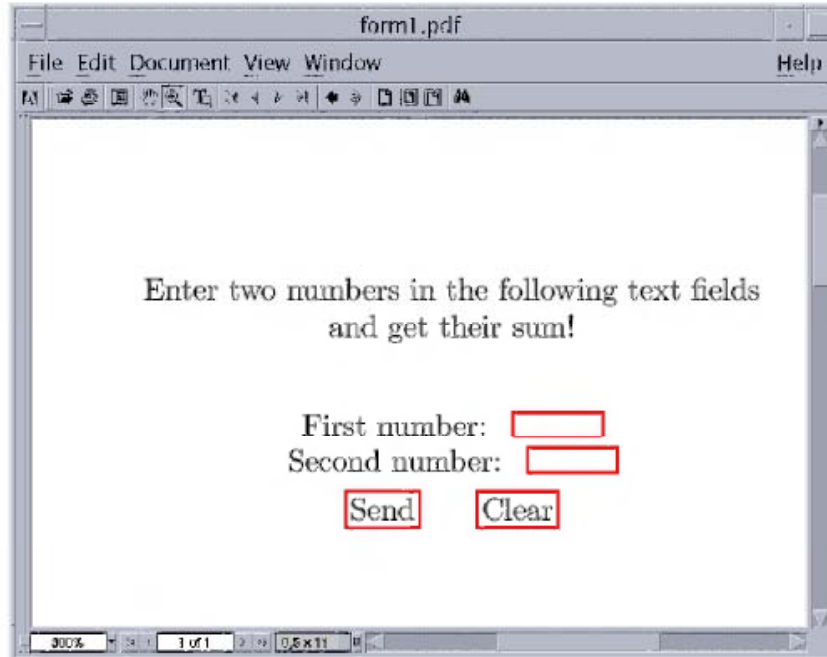 form1.pdf
File Edit Document View Window Help
Enter two numbers in the following text fields
and get their sum!
First number:
Second number:
Send Clear
300% 1 of 1 8,5 x 11